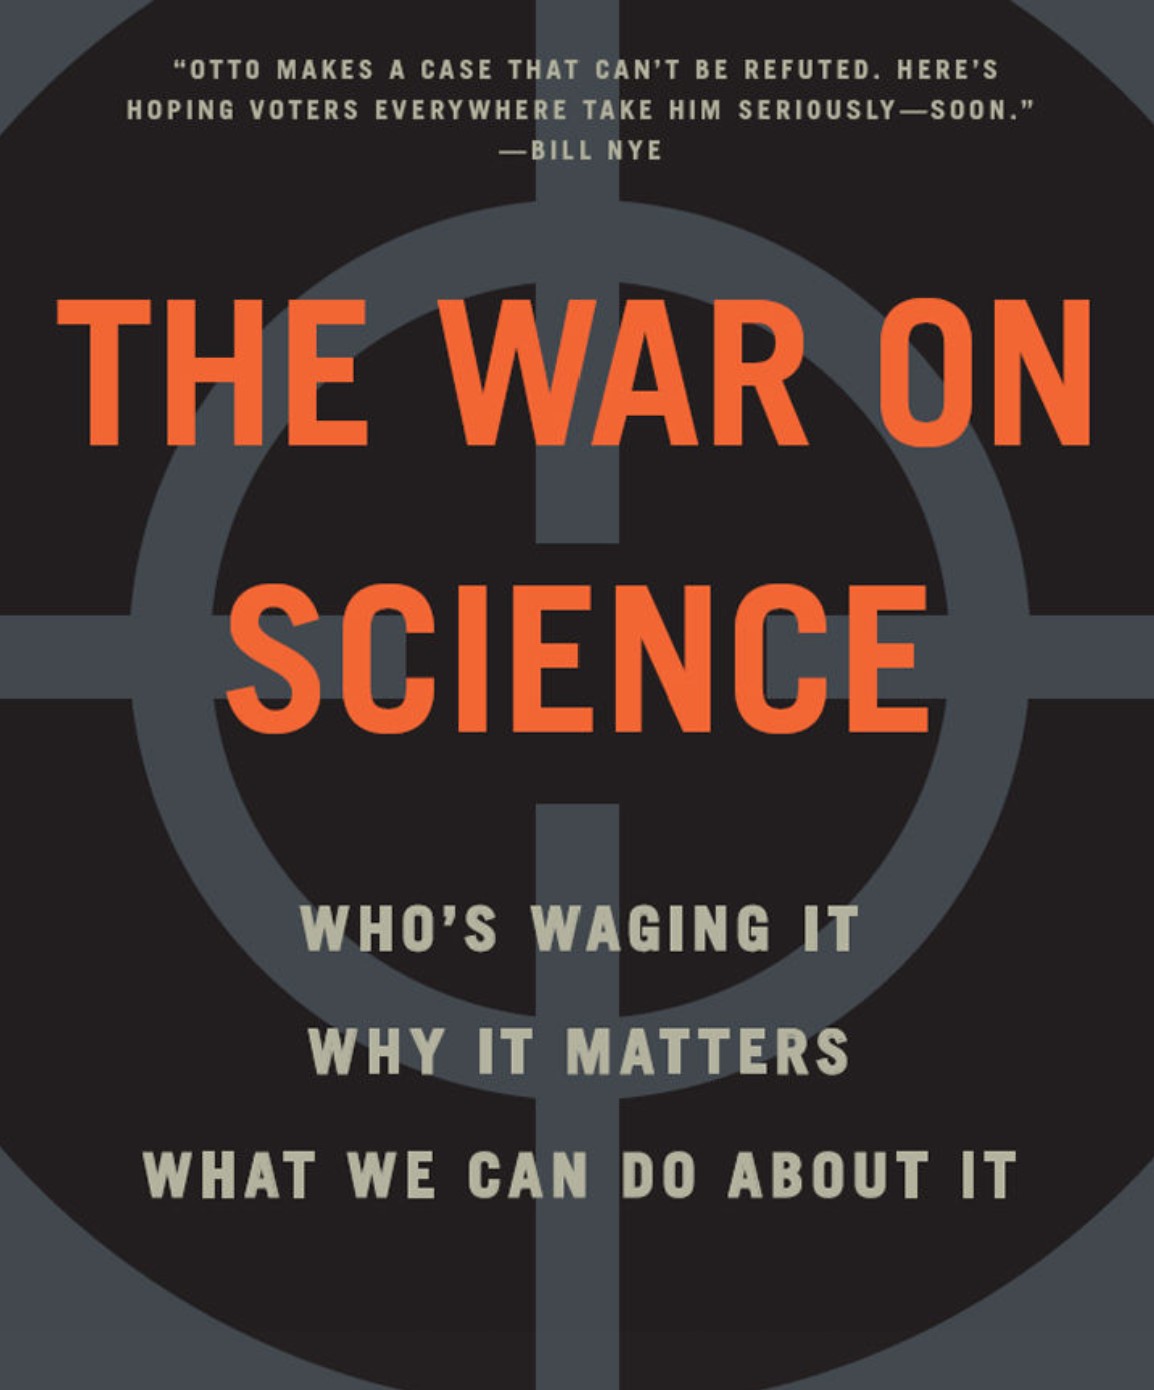 “OTTO MAKES A CASE THAT CAN’T BE REFUTED. HERE’S
HOPING VOTERS EVERYWHERE TAKE HIM SERIOUSLY—SOON.”
—BILL NYE
THE WAR ON
SCIENCE
WHO’S WAGING IT
WHY IT MATTERS
WHAT WE CAN DO ABOUT IT